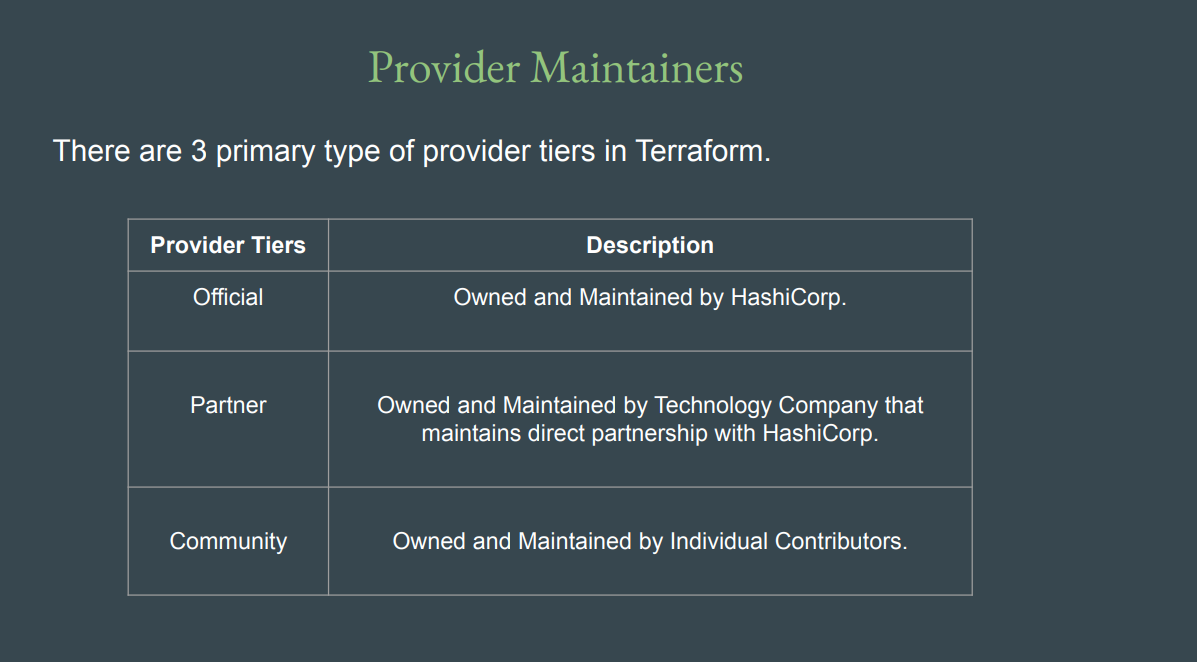 Provider Maintainers
There are 3 primary type of provider tiers in Terraform.
Provider Tiers
Description
Official
Owned and Maintained by HashiCorp.
Partner
Owned and Maintained by Technology Company that
maintains direct partnership with HashiCorp.
Community
Owned and Maintained by Individual Contributors.